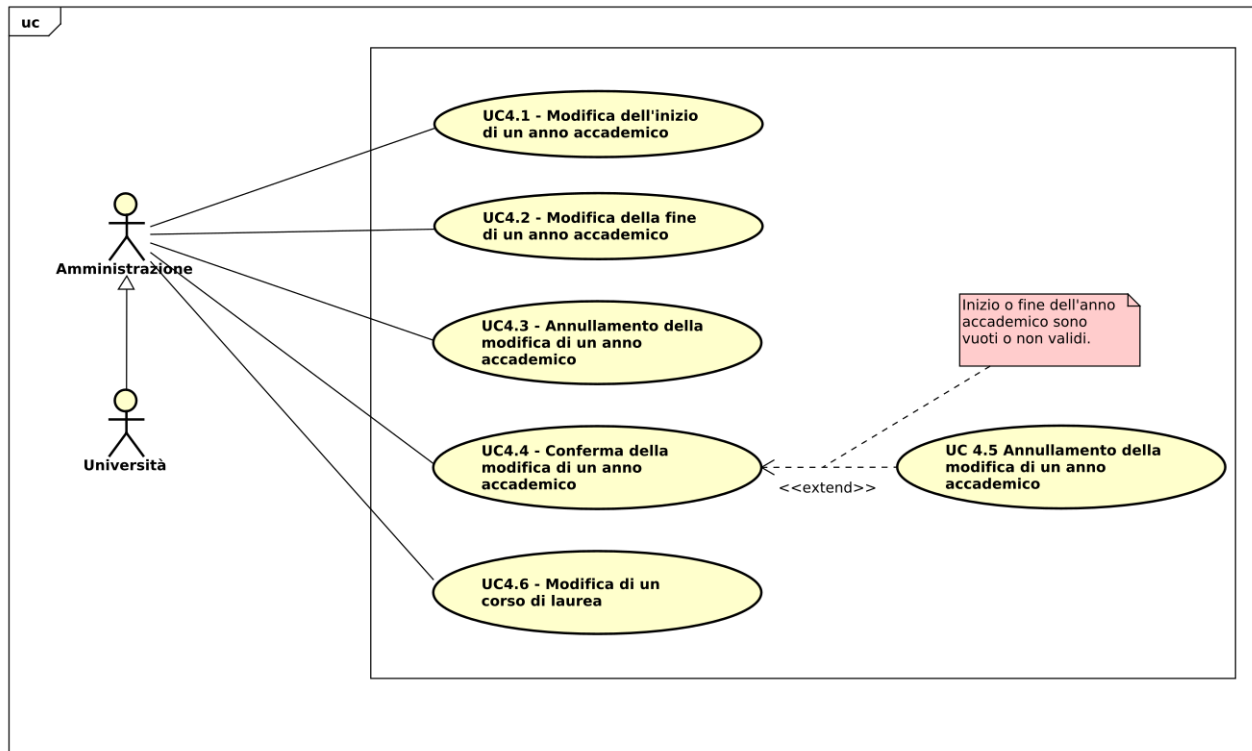 uc
UC4.1 - Modifica dell'inizio
di un anno accademico
UC4.2 - Modifica della fine
di un anno accademico
Amministrazione
UC4.3 - Annullamento della
modifica di un anno
accademico
Inizio o fine dell'anno
accademico sono
vuoti o non validi.
Università
UC4.4 - Conferma della
modifica di un anno
accademico
<<extend>>
UC 4.5 Annullamento della
modifica di un anno
accademico
UC4.6 - Modifica di un
corso di laurea